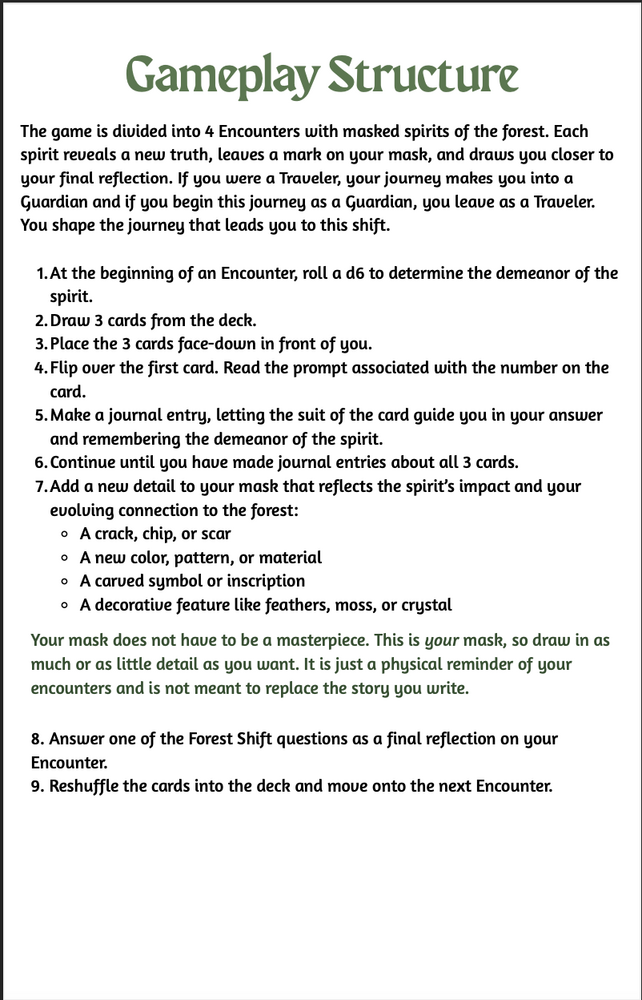 Gameplay Structure
The game is divided into 4 Encounters with masked spirits of the forest. Each
spirit reveals a new truth, leaves a mark on your mask, and draws you closer to
your final reflection. If you were a Traveler, your journey makes you into a
Guardian and if you begin this journey as a Guardian, you leave as a Traveler.
You shape the journey that leads you to this shift.
1. At the beginning of an Encounter, roll a d6 to determine the demeanor of the
spirit.
2. Draw 3 cards from the deck.
3. Place the 3 cards face-down in front of you.
4. Flip over the first card. Read the prompt associated with the number on the
card.
5. Make a journal entry, letting the suit of the card guide you in your answer
and remembering the demeanor of the spirit.
6. Continue until you have made journal entries about all 3 cards.
7. Add a new detail to your mask that reflects the spirit's impact and your
evolving connection to the forest:
◦ A crack, chip, or scar
◦ A new color, pattern, or material
◦ A carved symbol or inscription
◦ A decorative feature like feathers, moss, or crystal
Your mask does not have to be a masterpiece. This is your mask, so draw in as
much or as little detail as you want. It is just a physical reminder of your
encounters and is not meant to replace the story you write.
8. Answer one of the Forest Shift questions as a final reflection on your
Encounter.
9. Reshuffle the cards into the deck and move onto the next Encounter.